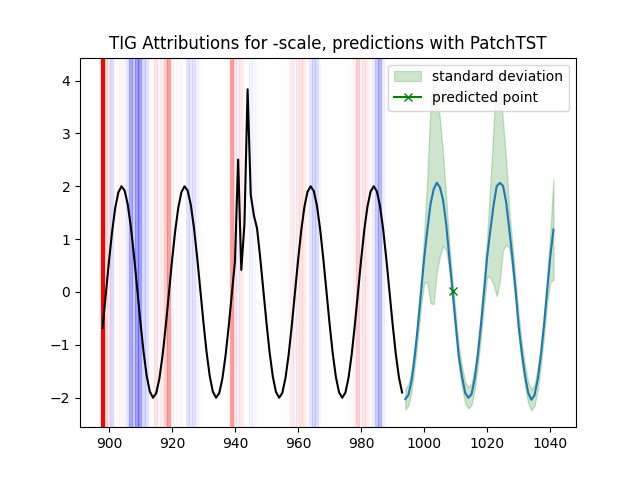 TIG Attributions for -scale, predictions with PatchTST
standard deviation
predicted point
4
3
2
1
0
−1
−2
900 920 940 960 980 1000 1020 1040